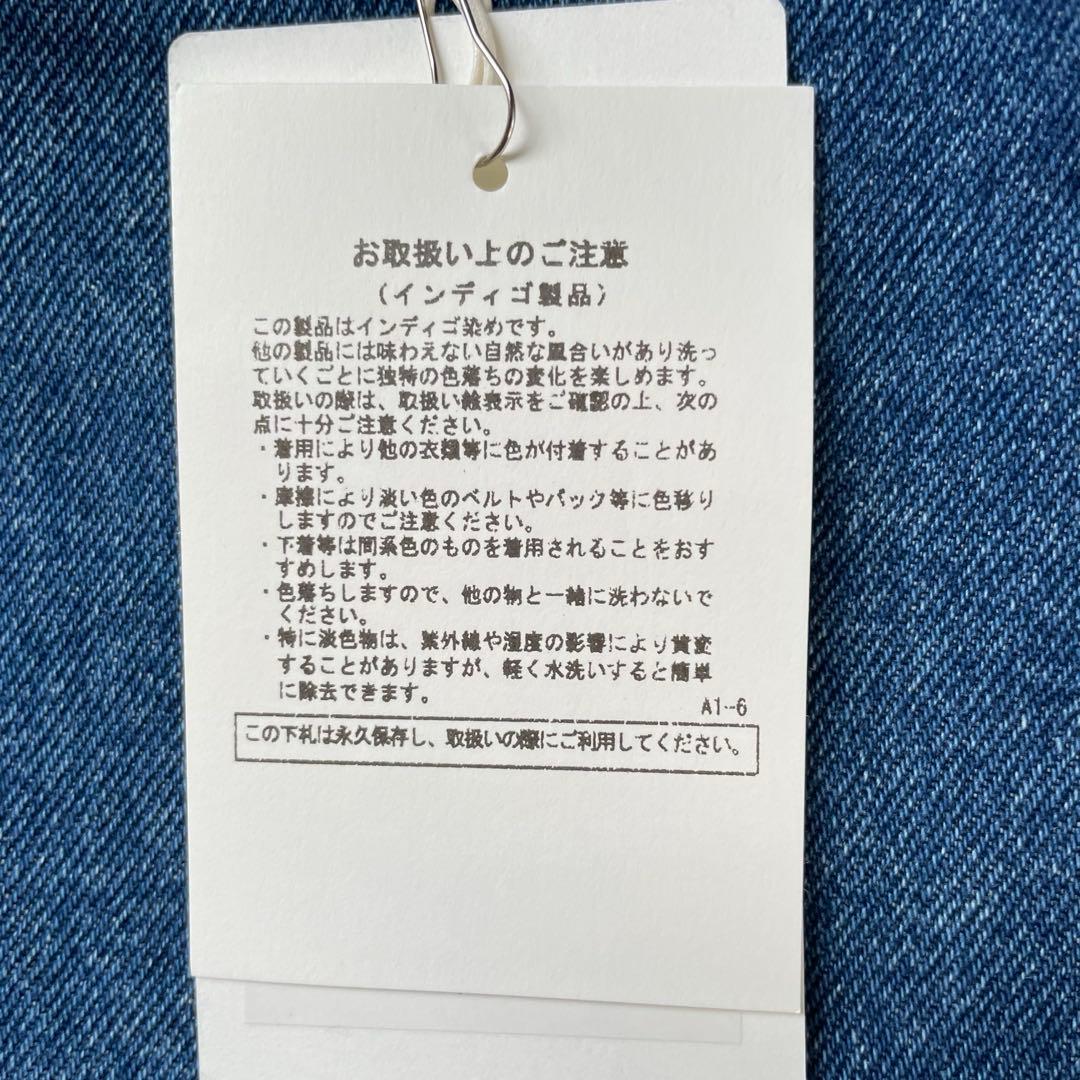 お取扱い上のご注意
(インディゴ製品)
この製品はインディゴ染めです。
他の製品には味わえない自然な風合いがあり洗っ
ていくごとに独特の色落ちの変化を楽しめます。
取扱いの際は、取扱い絵表示をご確認の上、次の
点に十分ご注意ください。
・着用により他の衣類等に色が付着することがあ
ります。
・摩擦により淡い色のベルトやバック等に色移り
しますのでご注意ください。
・下着等は同系色のものを着用されることをおす
すめします。
・色落ちしますので、他の物と一緒に洗わないで
ください。
・特に淡色物は、紫外線や湿度の影響により黄変
することがありますが、軽く水洗いすると簡単
に除去できます。
A1-6
この下札は永久保存し、取扱いの際にご利用してください。